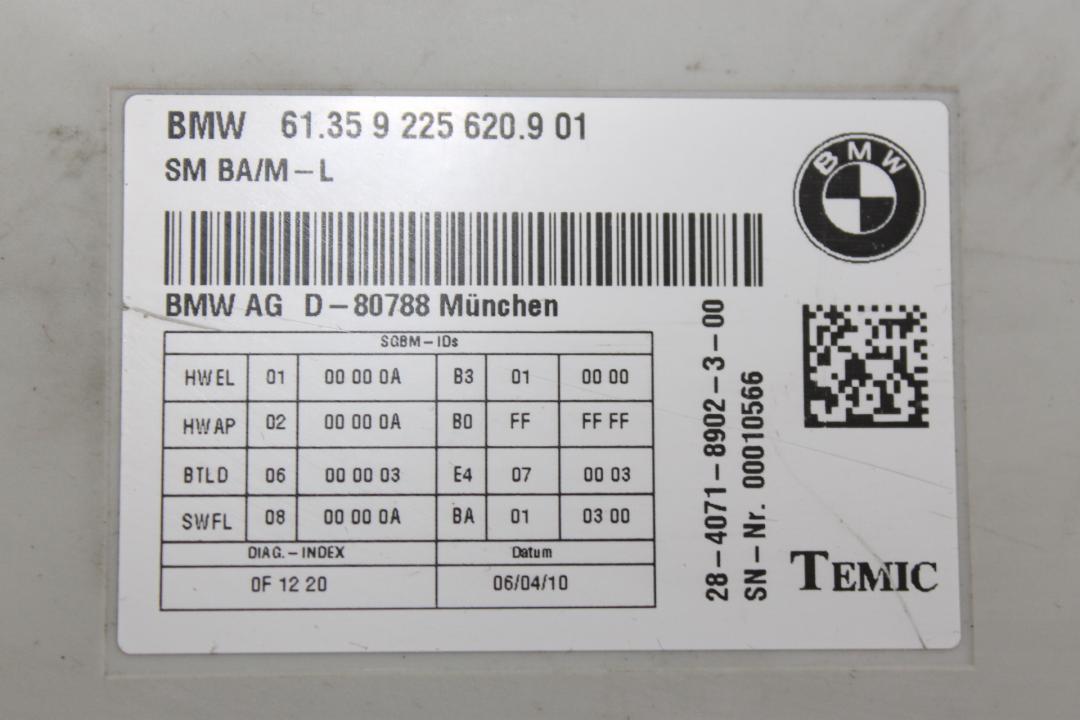 BMW 61.35 9 225 620.9 01
SM BA/M-L
BMW
BMW AG D-80788 München
SGBM-IDs
HWEL 01 00 00 0A B3 01 00 00
HWAP 02 00 00 0A B0 FF FF FF
BTLD 06 00 00 03 E4 07 00 03
SWFL 08 00 00 0A BA 01 03 00
DIAG.-INDEX Datum
0F 12 20 06/04/10
28-4071-8902-3-00
SN-Nr. 00010566
TEMIC